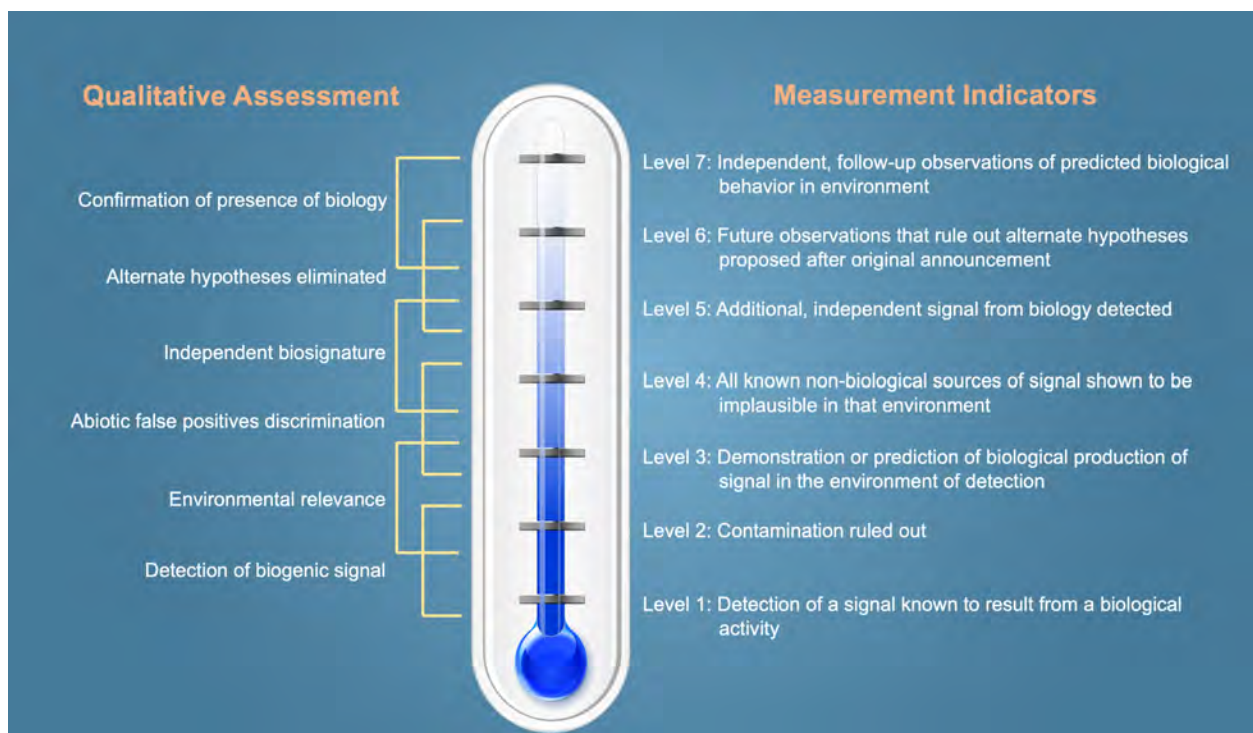 Qualitative Assessment
Confirmation of presence of biology
Alternate hypotheses eliminated
Independent biosignature
Abiotic false positives discrimination
Environmental relevance
Detection of biogenic signal
Measurement Indicators
Level 7: Independent, follow-up observations of predicted biological
behavior in environment
Level 6: Future observations that rule out alternate hypotheses
proposed after original announcement
Level 5: Additional, independent signal from biology detected
Level 4: All known non-biological sources of signal shown to be
implausible in that environment
Level 3: Demonstration or prediction of biological production of
signal in the environment of detection
Level 2: Contamination ruled out
Level 1: Detection of a signal known to result from a biological
activity